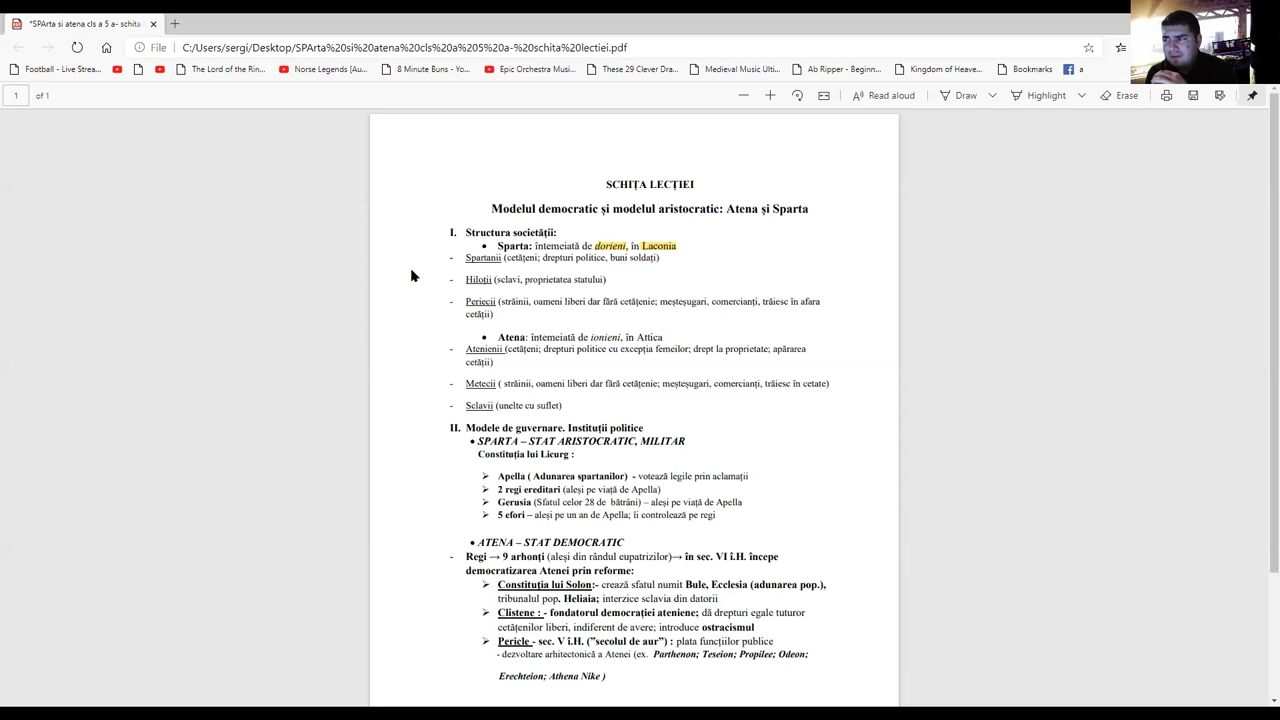 *SPArta si atena cls a 5 a- schita
File
C:/Users/sergi/Desktop/SPArta%20si%20atena%20cls%20a%205%20a-%20schita%20lectiei.pdf
Football - Live Strea...
The Lord of the Rin...
Norse Legends [Au...
8 Minute Buns - Yo...
Epic Orchestra Musi...
These 29 Clever Dra...
Medieval Music Ulti...
Ab Ripper - Beginn...
Kingdom of Heave...
Bookmarks
a
1 of 1
Read aloud
Draw
Highlight
Erase
SCHIȚA LECȚIEI
Modelul democratic și modelul aristocratic: Atena și Sparta
I. Structura societății:
• Sparta: întemeiată de dorieni, în Laconia
- Spartanii (cetățeni; drepturi politice, buni soldați)
- Hiloții (sclavi, proprietatea statului)
- Periecii (străinii, oameni liberi dar fără cetățenie; meșteșugari, comercianți, trăiesc în afara
cetății)
• Atena: întemeiată de ionieni, în Attica
- Atenienii (cetățeni; drepturi politice cu excepția femeilor; drept la proprietate; apărarea
cetății)
- Metecii ( străinii, oameni liberi dar fără cetățenie; meșteșugari, comercianți, trăiesc în cetate)
- Sclavii (unelte cu suflet)
II. Modele de guvernare. Instituții politice
• SPARTA – STAT ARISTOCRATIC, MILITAR
Constituția lui Licurg :
➢ Apella ( Adunarea spartanilor) - votează legile prin aclamații
➢ 2 regi ereditari (aleși pe viață de Apella)
➢ Gerusia (Sfatul celor 28 de bătrâni) – aleși pe viață de Apella
➢ 5 efori – aleși pe un an de Apella; îi controlează pe regi
• ATENA – STAT DEMOCRATIC
- Regi → 9 arhonți (aleși din rândul eupatrizilor)→ în sec. VI î.H. începe
democratizarea Atenei prin reforme:
➢ Constituția lui Solon:- crează sfatul numit Bule, Ecclesia (adunarea pop.),
tribunalul pop. Heliaia; interzice sclavia din datorii
➢ Clistene : - fondatorul democrației ateniene; dă drepturi egale tuturor
cetățenilor liberi, indiferent de avere; introduce ostracismul
➢ Pericle - sec. V î.H. (”secolul de aur”) : plata funcțiilor publice
- dezvoltare arhitectonică a Atenei (ex. Parthenon; Teseion; Propilee; Odeon;
Erechteion; Athena Nike )